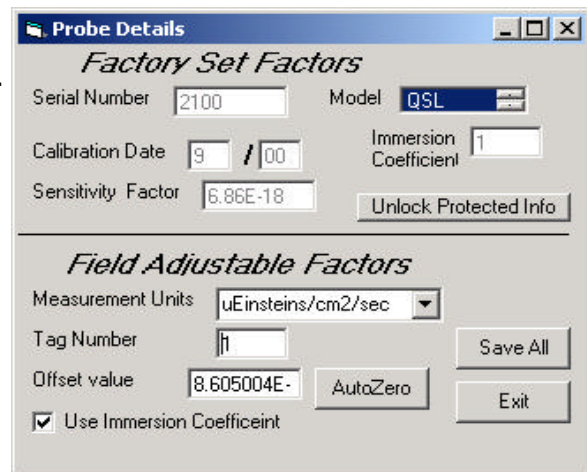 Probe Details
Factory Set Factors
Serial Number 2100 Model QSL
Calibration Date 9 / 00 Immersion Coefficient 1
Sensitivity Factor 6.86E-18 Unlock Protected Info
Field Adjustable Factors
Measurement Units uEinsteins/cm2/sec
Tag Number 1 Save All
Offset value 8.605004E- AutoZero Exit
Use Immersion Coefficeint